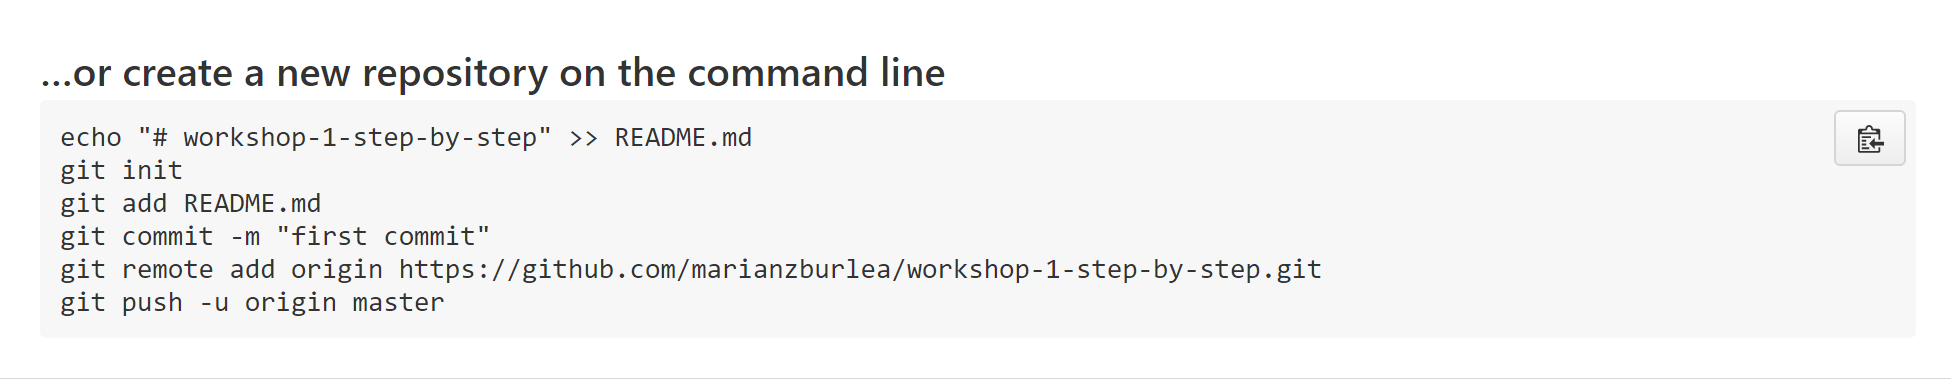 …or create a new repository on the command line
echo "# workshop-1-step-by-step" >> README.md
git init
git add README.md
git commit -m "first commit"
git remote add origin https://github.com/marianzburlea/workshop-1-step-by-step.git
git push -u origin master